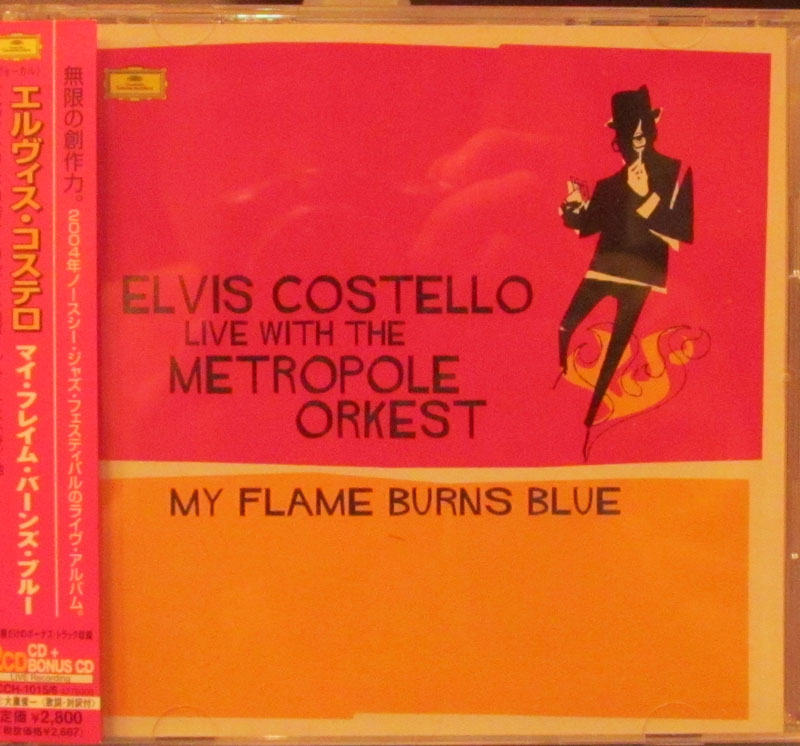 無限の創作力。
2004年ノースシー・ジャズ・フェスティバルのライヴ・アルバム。
エルヴィス・コステロ
マイ・フレイム・バーンズ・ブルー
CD +
BONUS CD
LIVE Recording
定価 ¥2,800
ELVIS COSTELLO
LIVE WITH THE
METROPOLE
ORKEST
MY FLAME BURNS BLUE